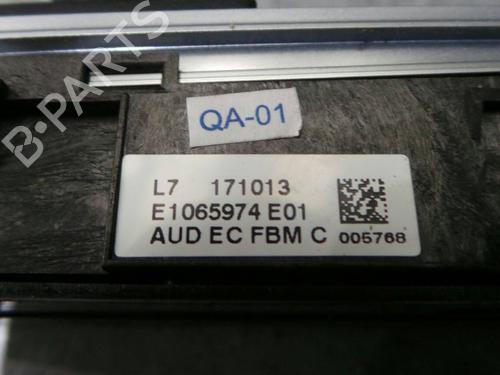 B-PARTS
QA-01
L7 171013
E1065974 E01
AUD EC FBM C 005768